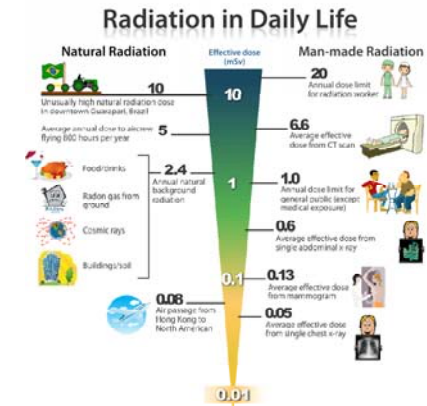 Radiation in Daily Life
Natural Radiation
Effective dose
(mSv)
Man-made Radiation
10
Unusually high natural radiation dose
in downtown Guarapari, Brazil
Average annual dose to aircrew
flying 800 hours per year
5
Food/drinks
Radon gas from
ground
Cosmic rays
Buildings/soil
2.4
Annual natural
background
radiation
0.08
Air passage from
Hong Kong to
North American
10
1
0.1
0.01
20
Annual dose limit
for radiation worker
6.6
Average effective
dose from CT scan
1.0
Annual dose limit for
general public (except
medical exposure)
0.6
Average effective dose from
single abdominal x ray
0.13
Average effective dose
from mammogram
0.05
Average effective dose
from single chest x-ray